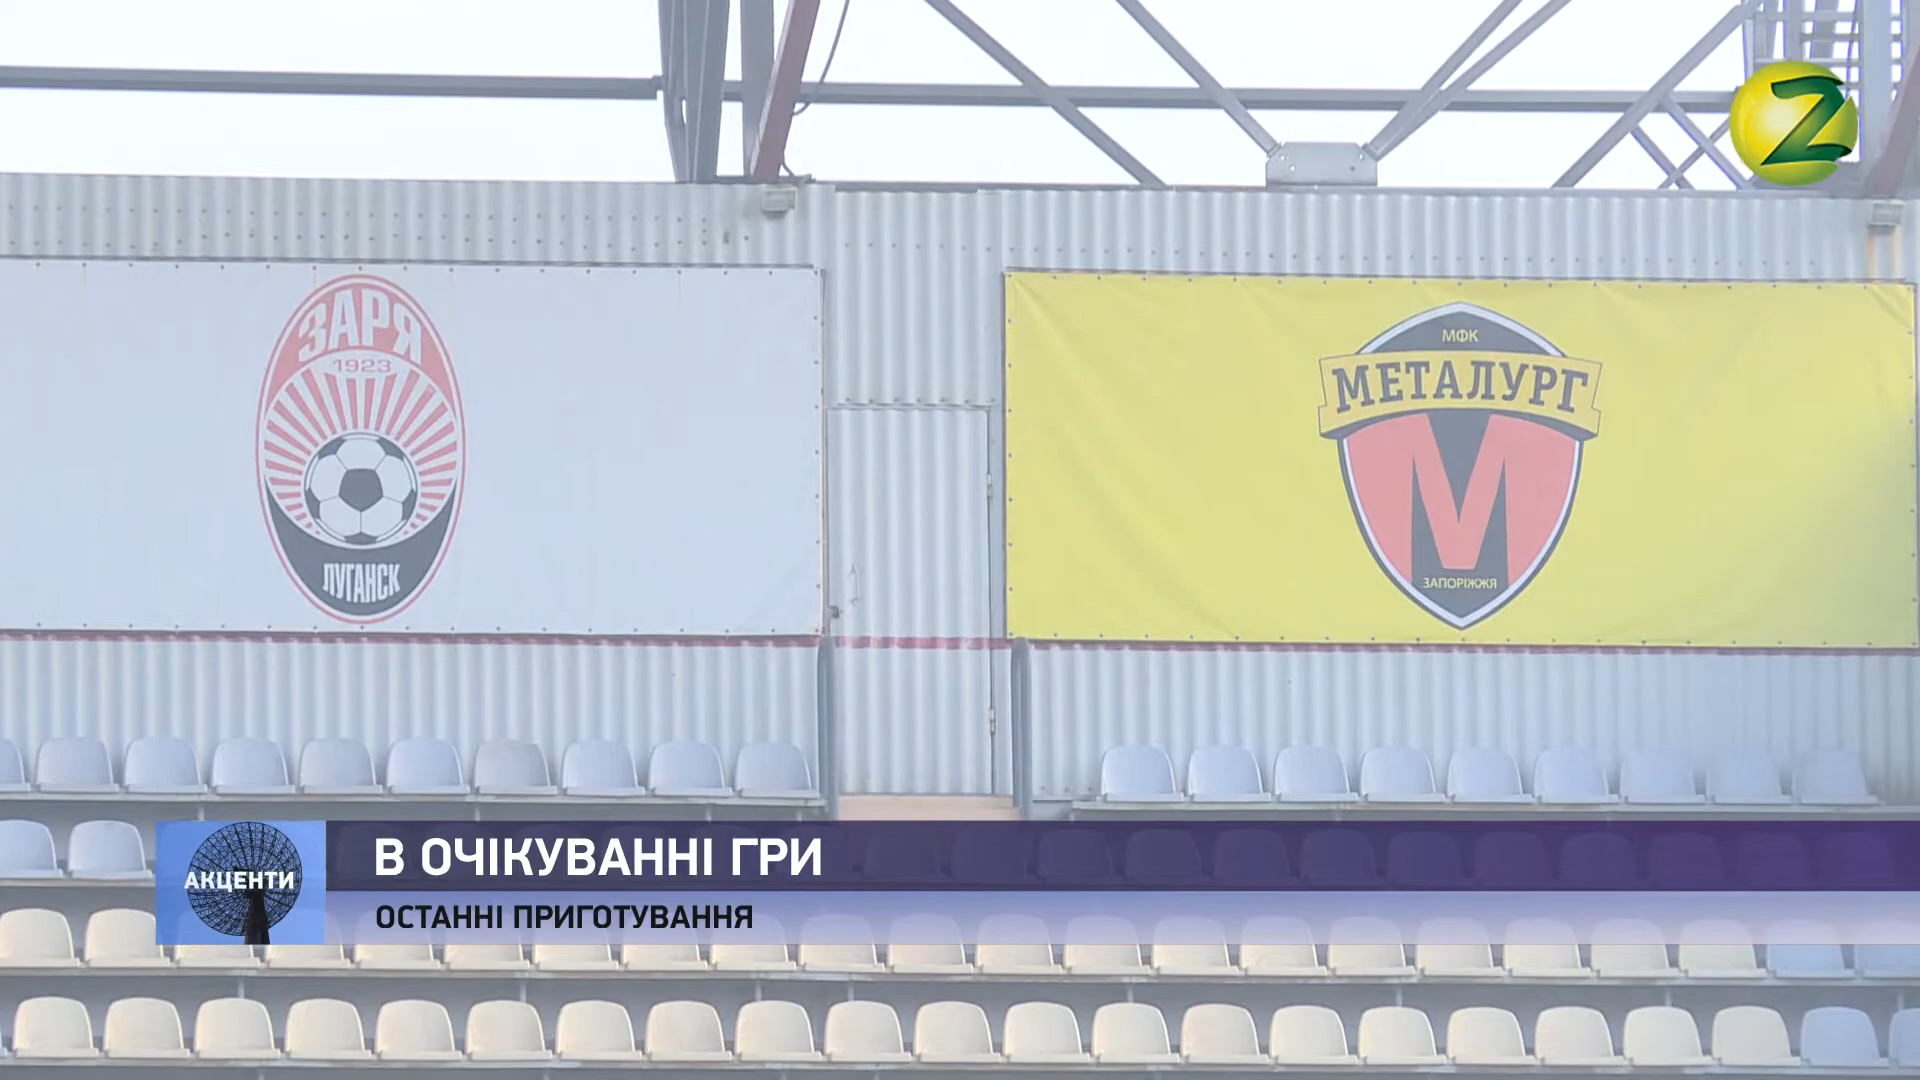 ЗАРЯ
1923
ЛУГАНСК
МФК
МЕТАЛУРГ
М
ЗАПОРІЖЖЯ
Z
АКЦЕНТИ
В ОЧІКУВАННІ ГРИ
ОСТАННІ ПРИГОТУВАННЯ